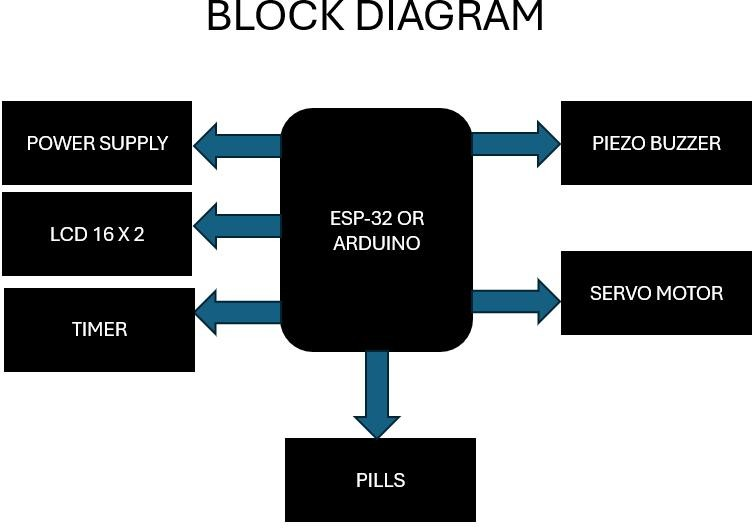 BLOCK DIAGRAM
POWER SUPPLY
PIEZO BUZZER
LCD 16 X 2
ESP-32 OR
ARDUINO
SERVO MOTOR
TIMER
PILLS